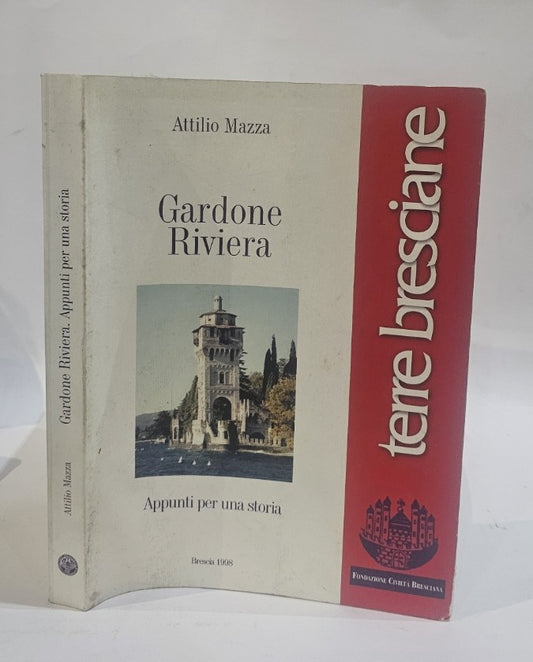 Attilio Mazza
Gardone Riviera. Appunti per una storia
Attilio Mazza
Gardone
Riviera
Appunti per una storia
Brescia 1998
terre bresciane
FONDAZIONE CIVILTÀ BRESCIANA